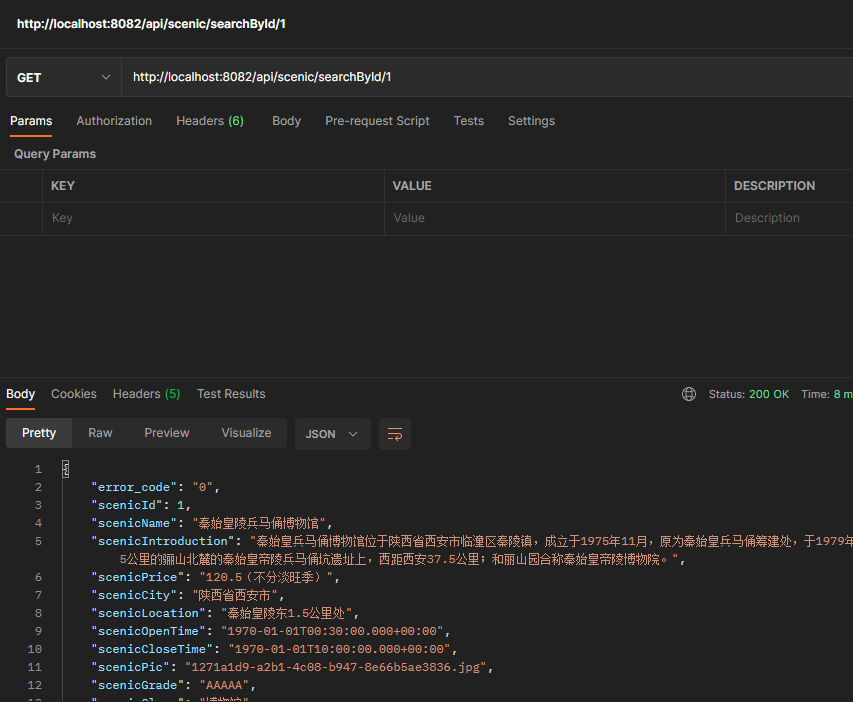 http://localhost:8082/api/scenic/searchById/1
GET http://localhost:8082/api/scenic/searchById/1
Params Authorization Headers (6) Body Pre-request Script Tests Settings
Query Params
KEY VALUE DESCRIPTION
Key Value Description
Body Cookies Headers (5) Test Results Status: 200 OK Time: 8 m
Pretty Raw Preview Visualize JSON
1 {
2 "error_code": "0",
3 "scenicId": 1,
4 "scenicName": "秦始皇陵兵马俑博物馆",
5 "scenicIntroduction": "秦始皇兵马俑博物馆位于陕西省西安市临潼区秦陵镇，成立于1975年11月，原为秦始皇兵马俑筹建处，于1979年
5公里的骊山北麓的秦始皇帝陵兵马俑坑遗址上，西距西安37.5公里；和丽山园合称秦始皇帝陵博物院。",
6 "scenicPrice": "120.5（不分淡旺季）",
7 "scenicCity": "陕西省西安市",
8 "scenicLocation": "秦始皇陵东1.5公里处",
9 "scenicOpenTime": "1970-01-01T00:30:00.000+00:00",
10 "scenicCloseTime": "1970-01-01T10:00:00.000+00:00",
11 "scenicPic": "1271a1d9-a2b1-4c08-b947-8e66b5ae3836.jpg",
12 "scenicGrade": "AAAAA",